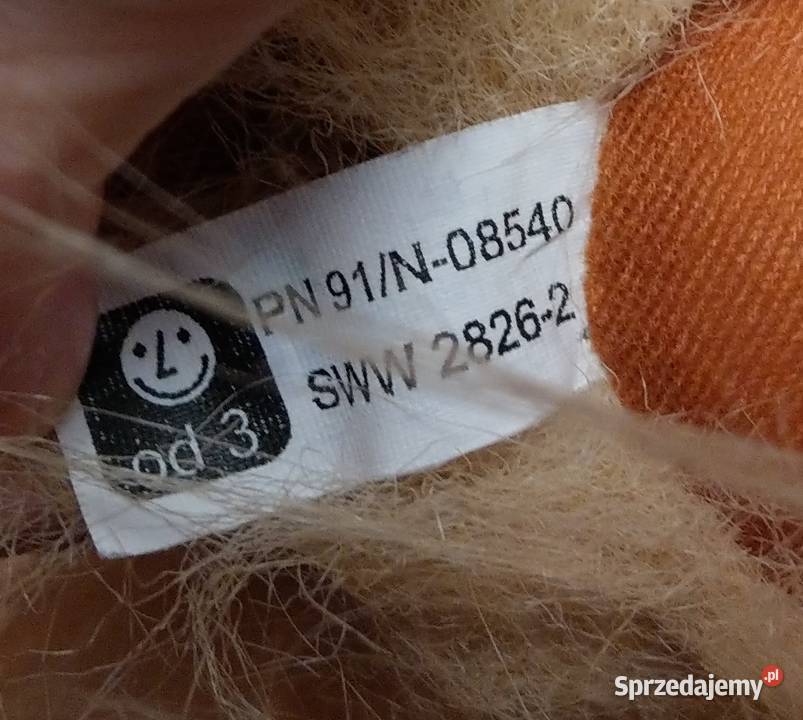 PN 91/N-08540
SWW 2826-2
od 3
Sprzedajemy.pl